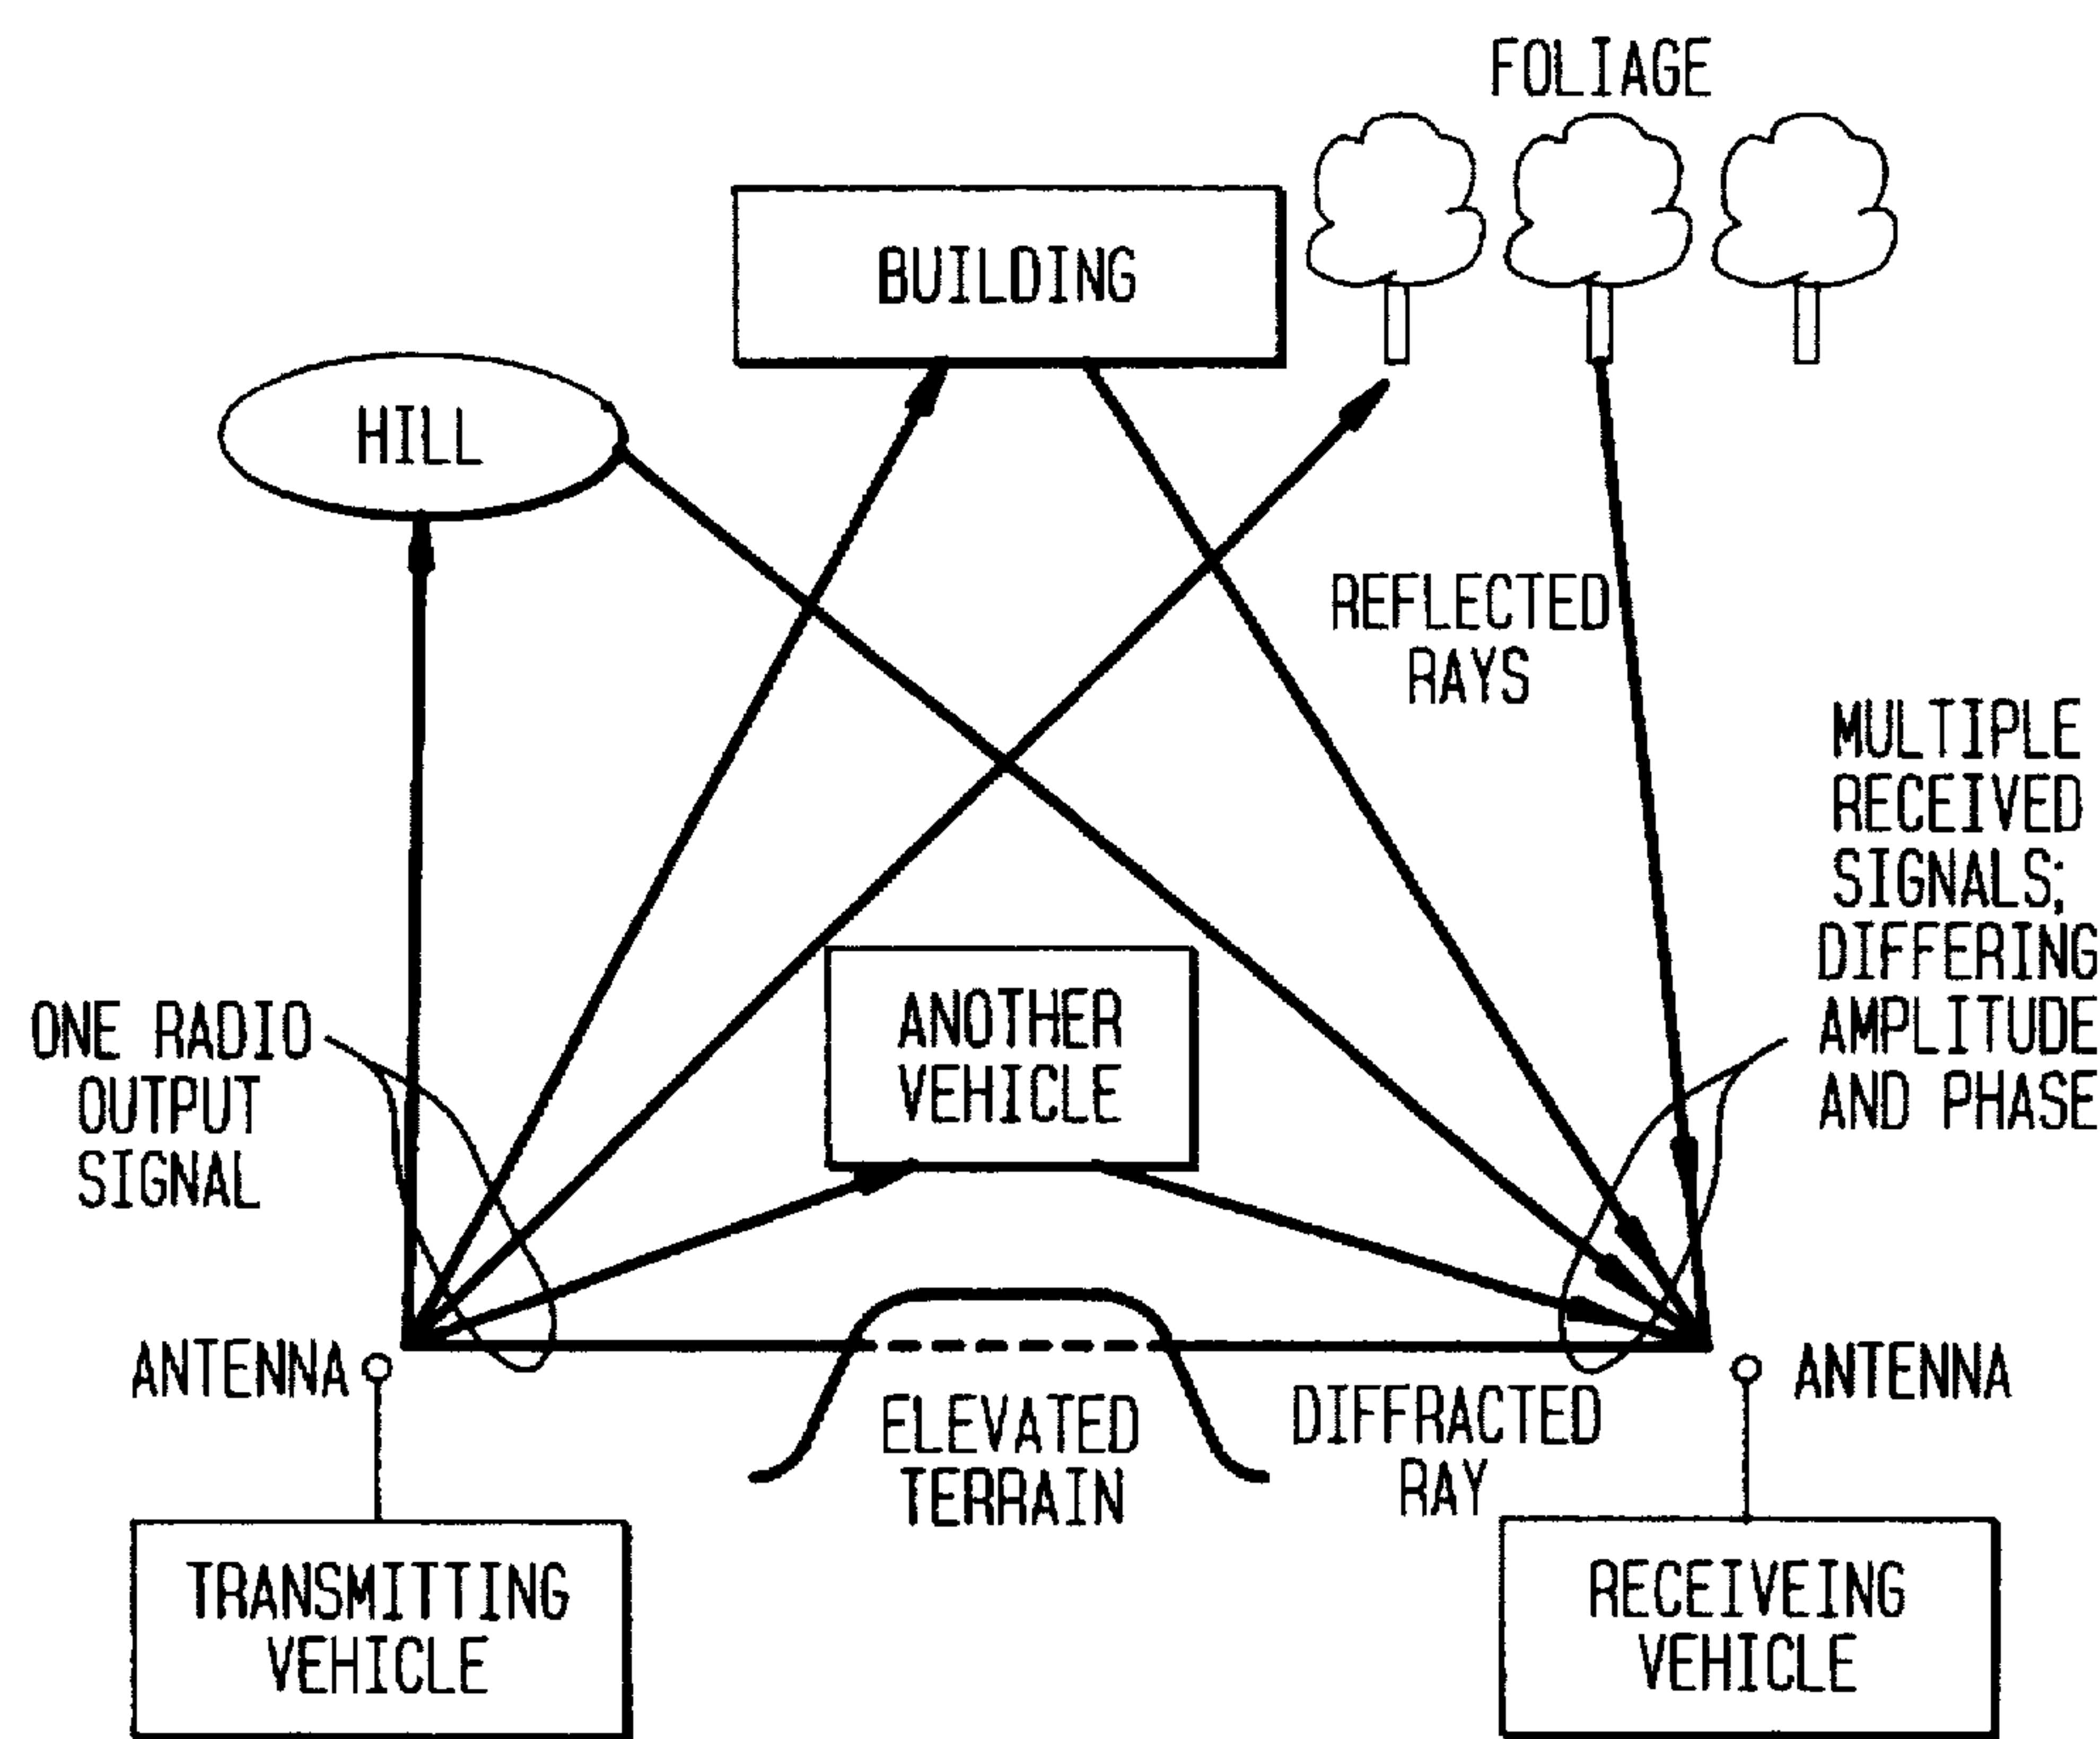 FOLIAGE
BUILDING
HILL
REFLECTED
RAYS
MULTIPLE
RECEIVED
SIGNALS;
DIFFERING
AMPLITUDE
AND PHASE
ONE RADIO
OUTPUT
SIGNAL
ANOTHER
VEHICLE
ANTENNA
ELEVATED
TERRAIN
DIFFRACTED
RAY
ANTENNA
TRANSMITTING
VEHICLE
RECEIVEING
VEHICLE